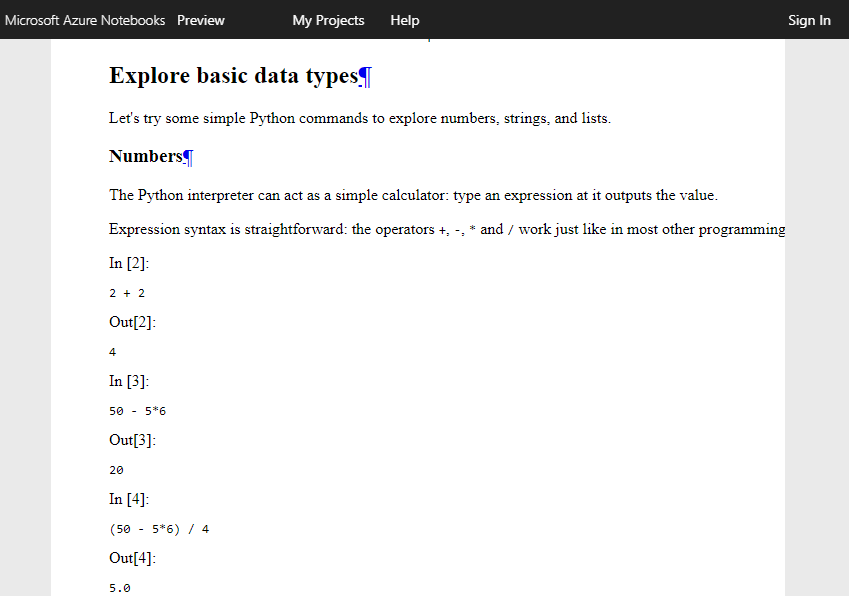 Microsoft Azure Notebooks Preview My Projects Help Sign In
Explore basic data types¶
Let's try some simple Python commands to explore numbers, strings, and lists.
Numbers¶
The Python interpreter can act as a simple calculator: type an expression at it outputs the value.
Expression syntax is straightforward: the operators +, -, * and / work just like in most other programming
In [2]:
2 + 2
Out[2]:
4
In [3]:
50 - 5*6
Out[3]:
20
In [4]:
(50 - 5*6) / 4
Out[4]:
5.0